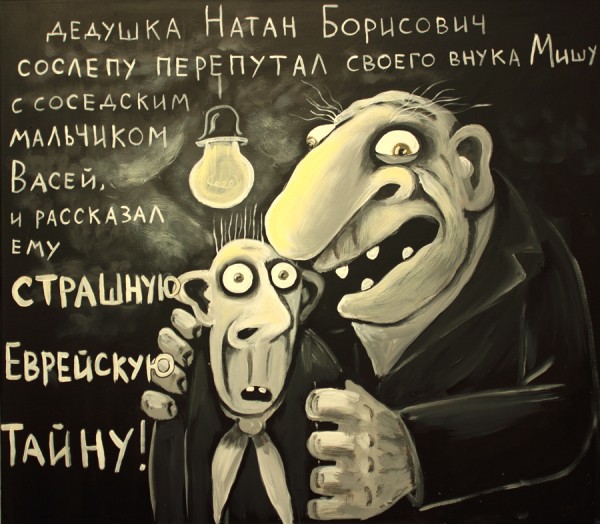 дедушка Натан Борисович
сослепу перепутал своего внука Мишу
с соседским
мальчиком
Васей,
и рассказал
ему
страшную
Еврейскую
тайну!